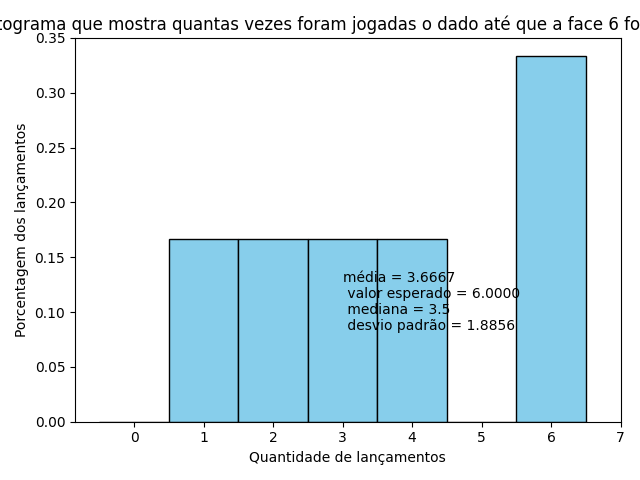 tograma que mostra quantas vezes foram jogadas o dado até que a face 6 fo
0.35
0.30
0.25
0.20
0.15
0.10
0.05
0.00
Porcentagem dos lançamentos
média = 3.6667
valor esperado = 6.0000
mediana = 3.5
desvio padrão = 1.8856
0 1 2 3 4 5 6 7
Quantidade de lançamentos